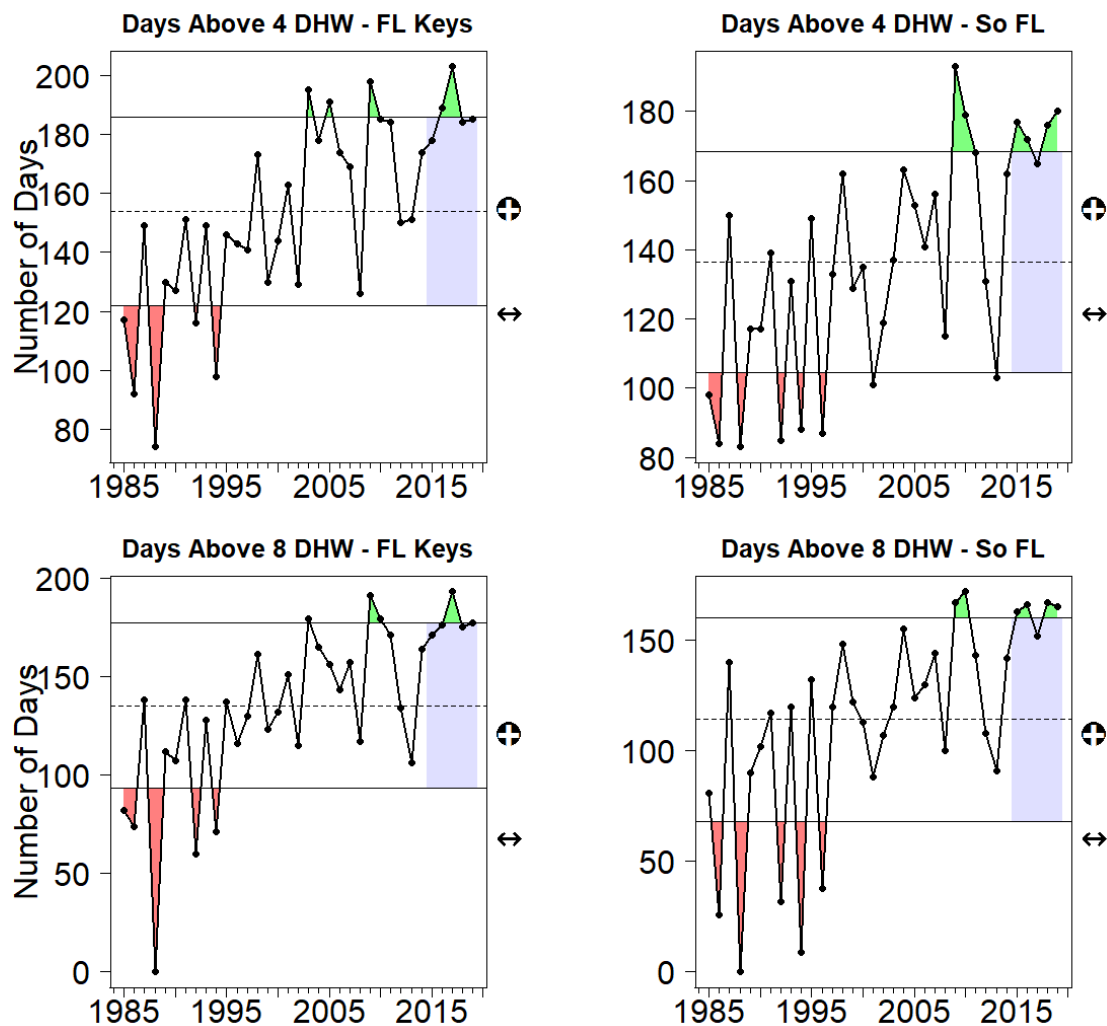 Days Above 4 DHW - FL Keys
Number of Days
200
180
160
140
120
100
80
1985 1995 2005 2015
Days Above 4 DHW - So FL
180
160
140
120
100
80
1985 1995 2005 2015
Days Above 8 DHW - FL Keys
Number of Days
200
150
100
50
0
1985 1995 2005 2015
Days Above 8 DHW - So FL
150
100
50
0
1985 1995 2005 2015